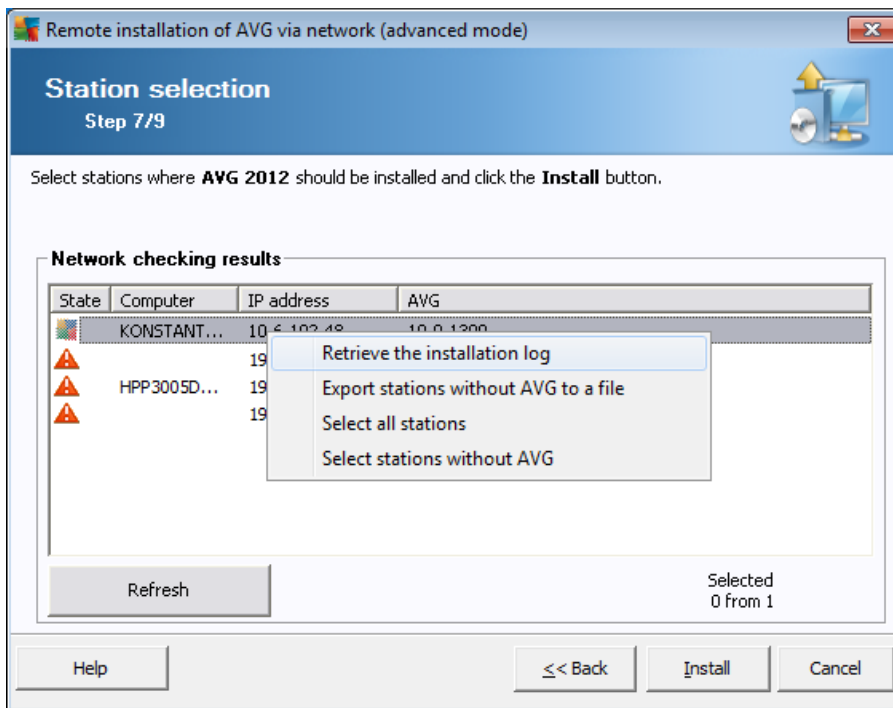 Remote installation of AVG via network (advanced mode)
Station selection
Step 7/9
Select stations where AVG 2012 should be installed and click the Install button.
Network checking results
State Computer IP address AVG
KONSTANT...
19
HPP3005D... 19
19
Retrieve the installation log
Export stations without AVG to a file
Select all stations
Select stations without AVG
Refresh
Selected
0 from 1
Help
<< Back
Install
Cancel